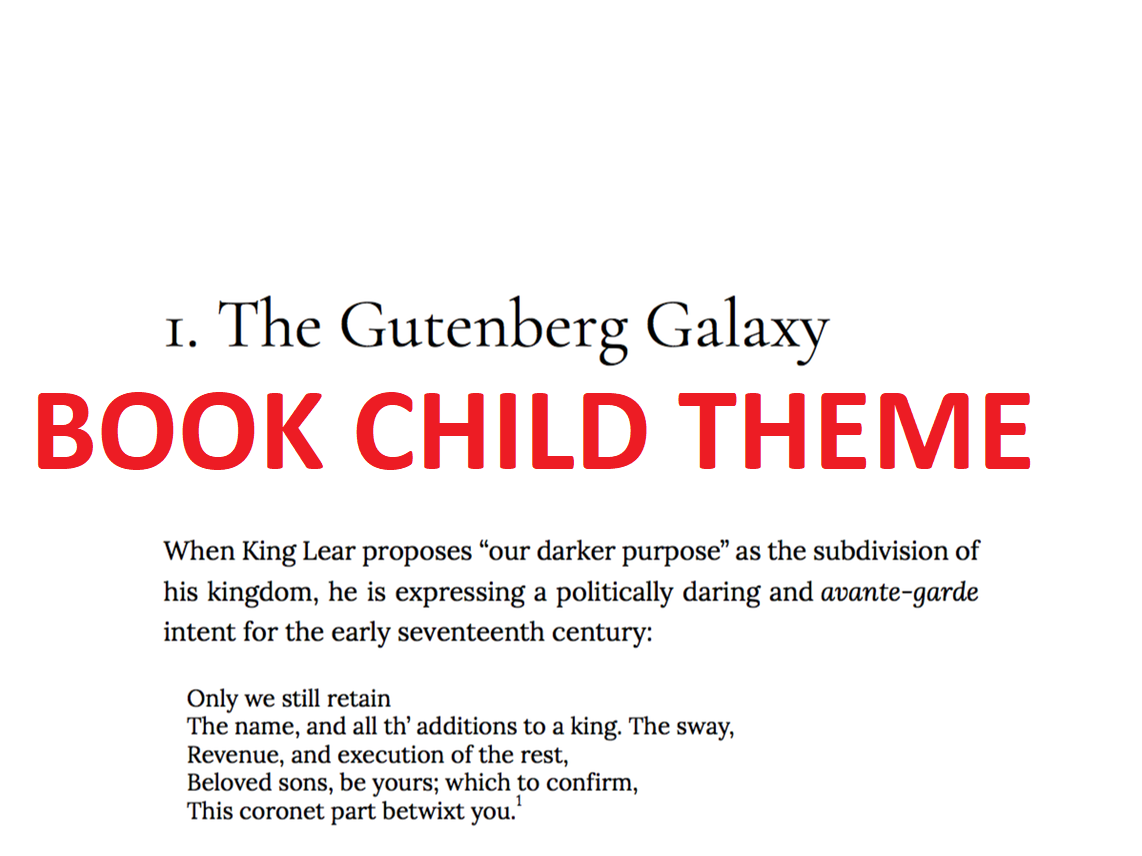 1. The Gutenberg Galaxy
BOOK CHILD THEME
When King Lear proposes “our darker purpose” as the subdivision of
his kingdom, he is expressing a politically daring and avante-garde
intent for the early seventeenth century:
Only we still retain
The name, and all th’ additions to a king. The sway,
Revenue, and execution of the rest,
Beloved sons, be yours; which to confirm,
This coronet part betwixt you.1